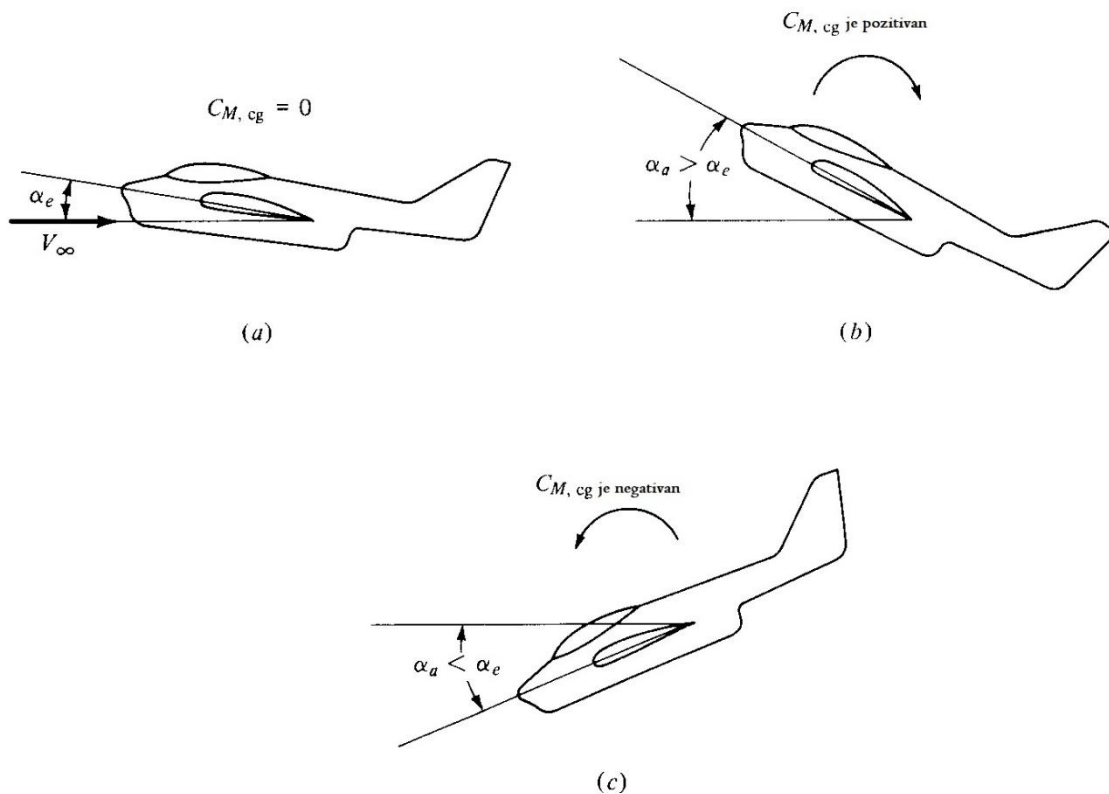 C_{M, cg} = 0
α_e
V_∞
(a)
C_{M, cg} je pozitivan
α_a > α_e
(b)
C_{M, cg} je negativan
α_a < α_e
(c)